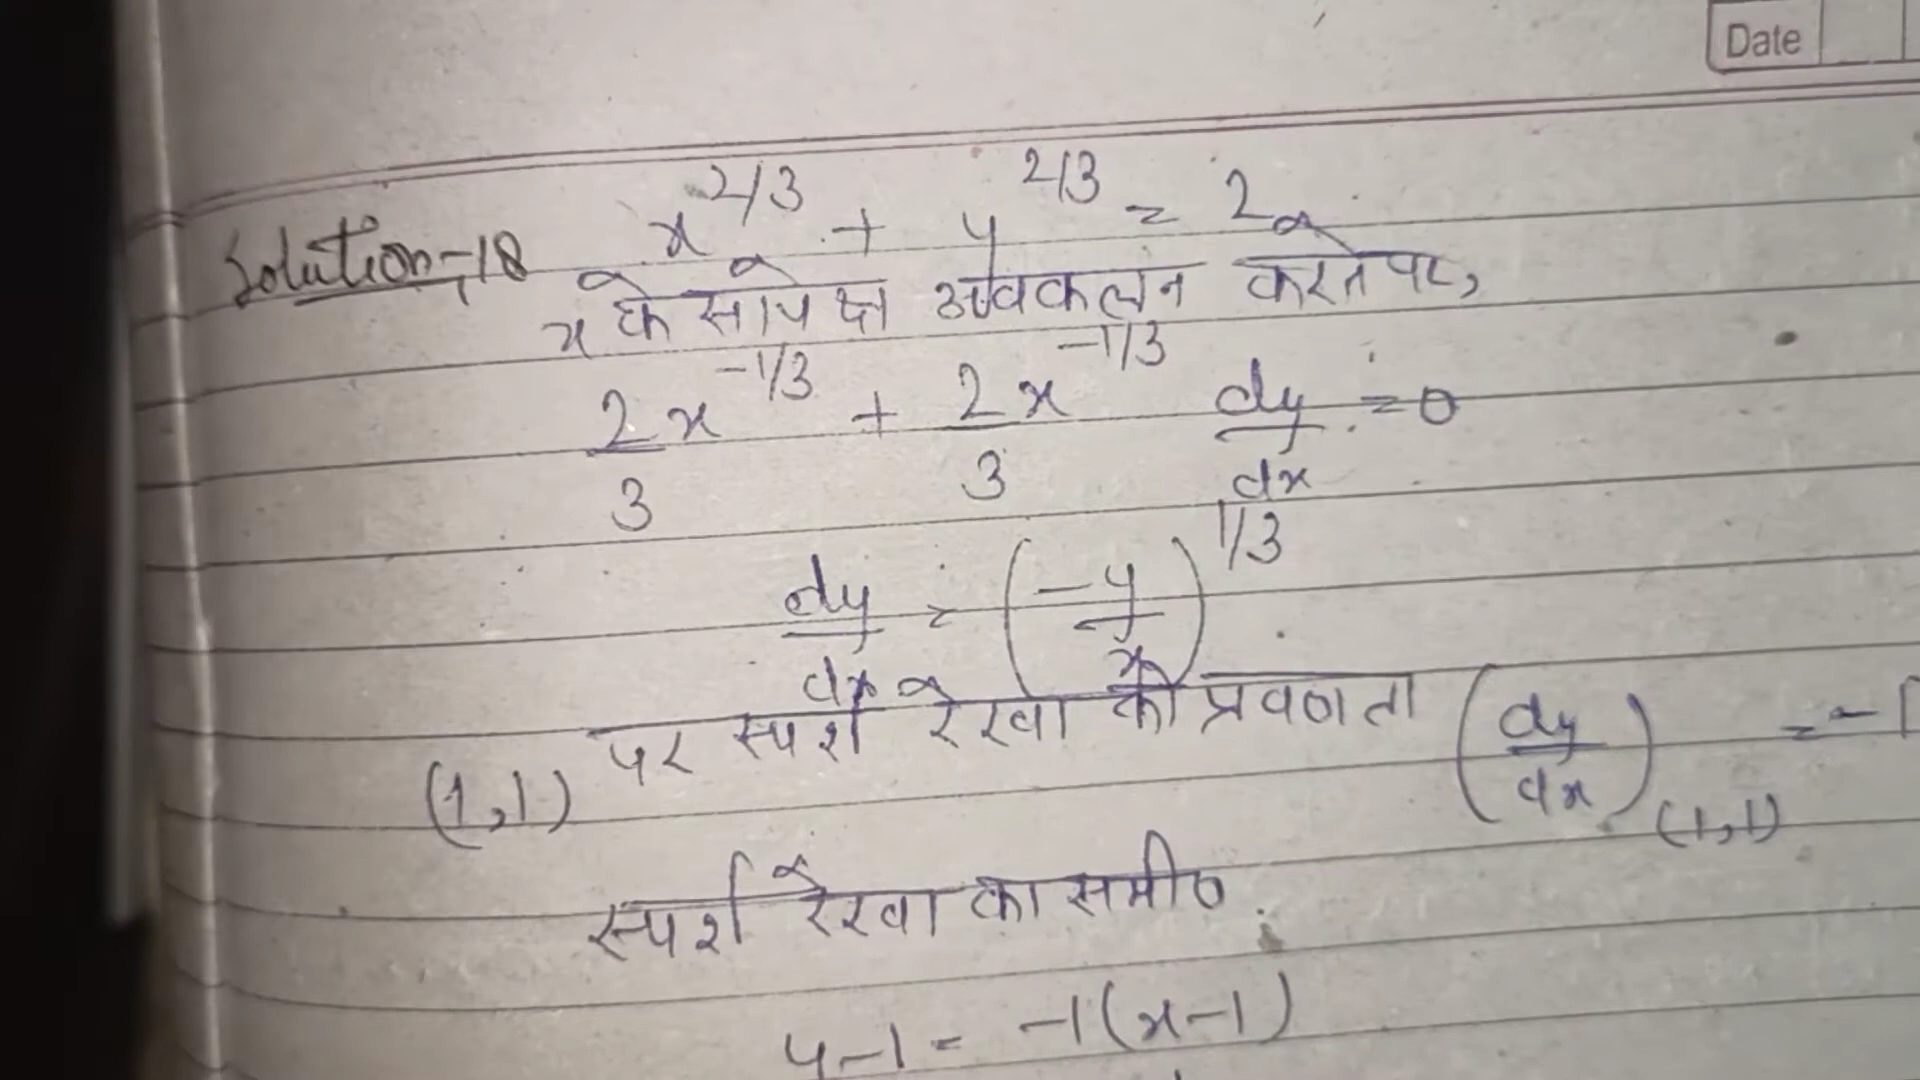 Date
Solution-18 x^2/3 + y^2/3 = 2
x के सापेक्ष अवकलन करने पर,
2/3 x^-1/3 + 2/3 x^-1/3 dy/dx = 0
dy/dx = (-y/x)^1/3
(1,1) पर स्पर्श रेखा की प्रवणता (dy/dx)(1,1) = -1
स्पर्श रेखा का समी०
y-1 = -1(x-1)